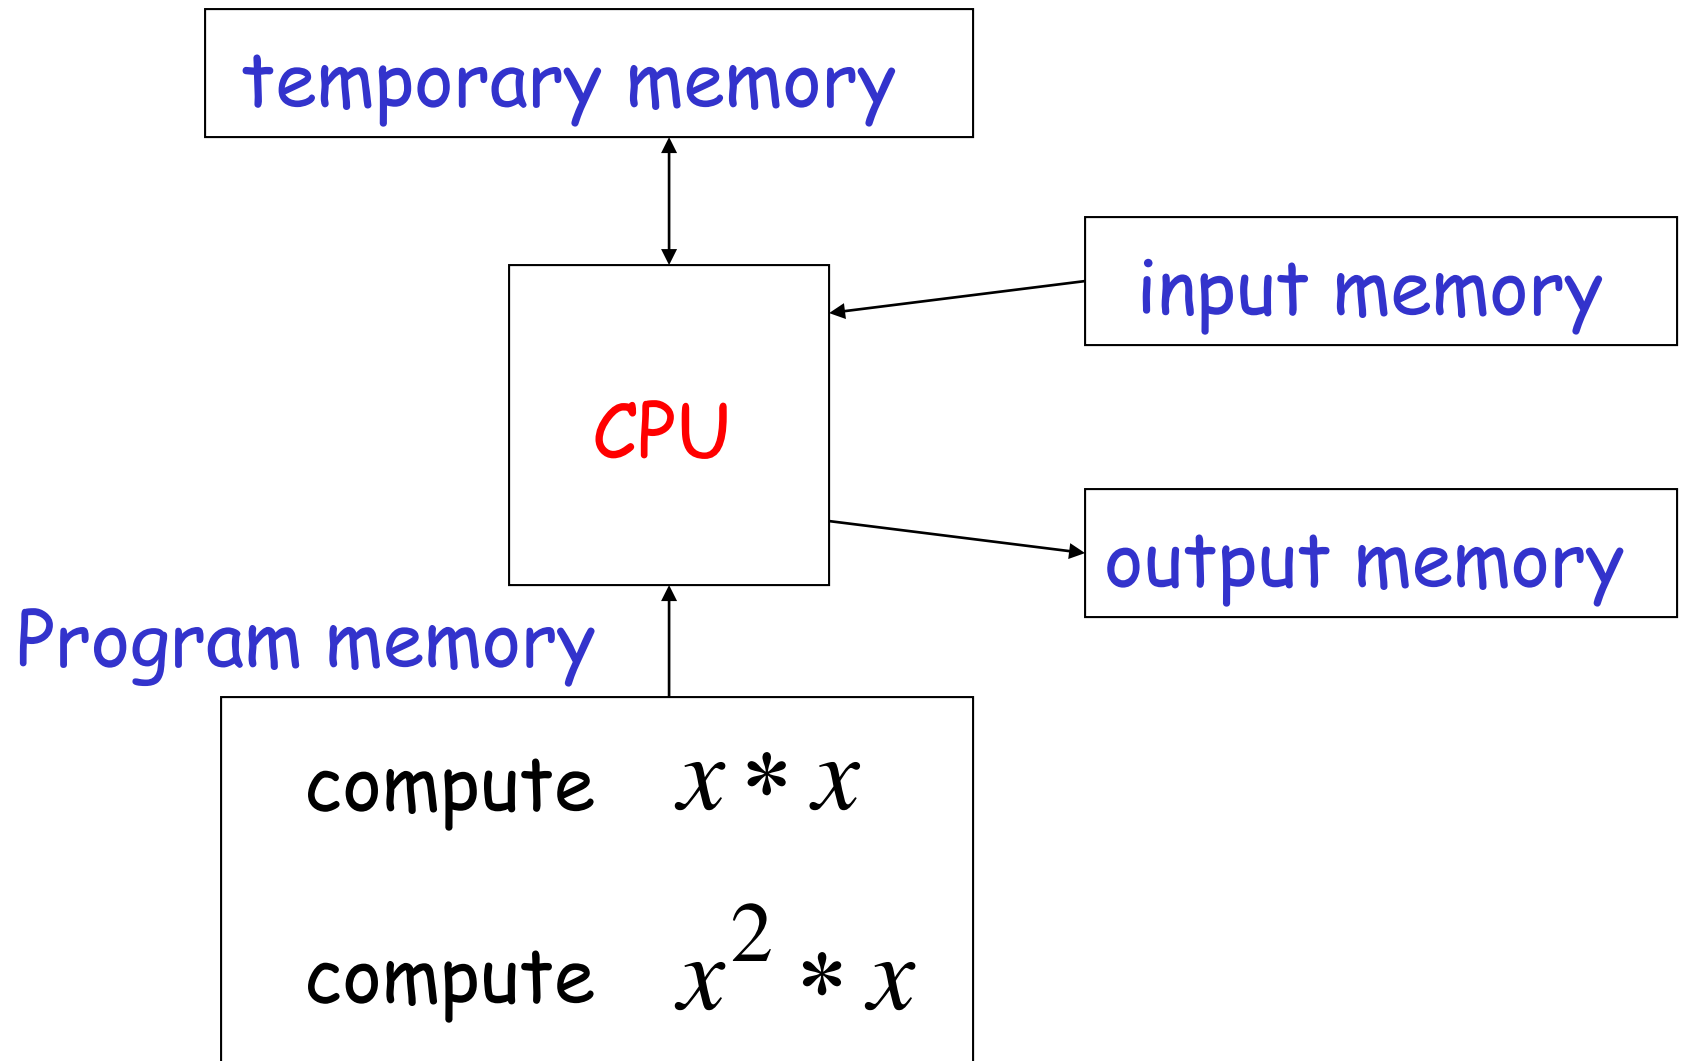 temporary memory
input memory
CPU
output memory
Program memory
compute x * x
compute x² * x